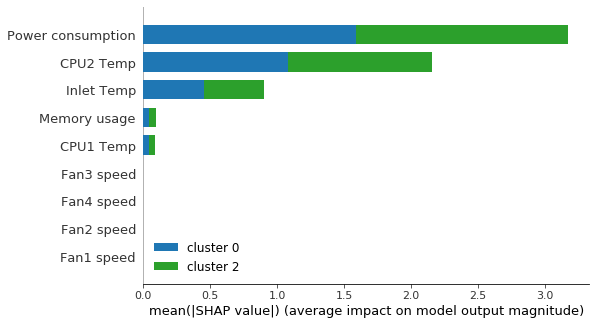 Power consumption
CPU2 Temp
Inlet Temp
Memory usage
CPU1 Temp
Fan3 speed
Fan4 speed
Fan2 speed
Fan1 speed
cluster 0
cluster 2
0.0 0.5 1.0 1.5 2.0 2.5 3.0
mean(|SHAP value|) (average impact on model output magnitude)